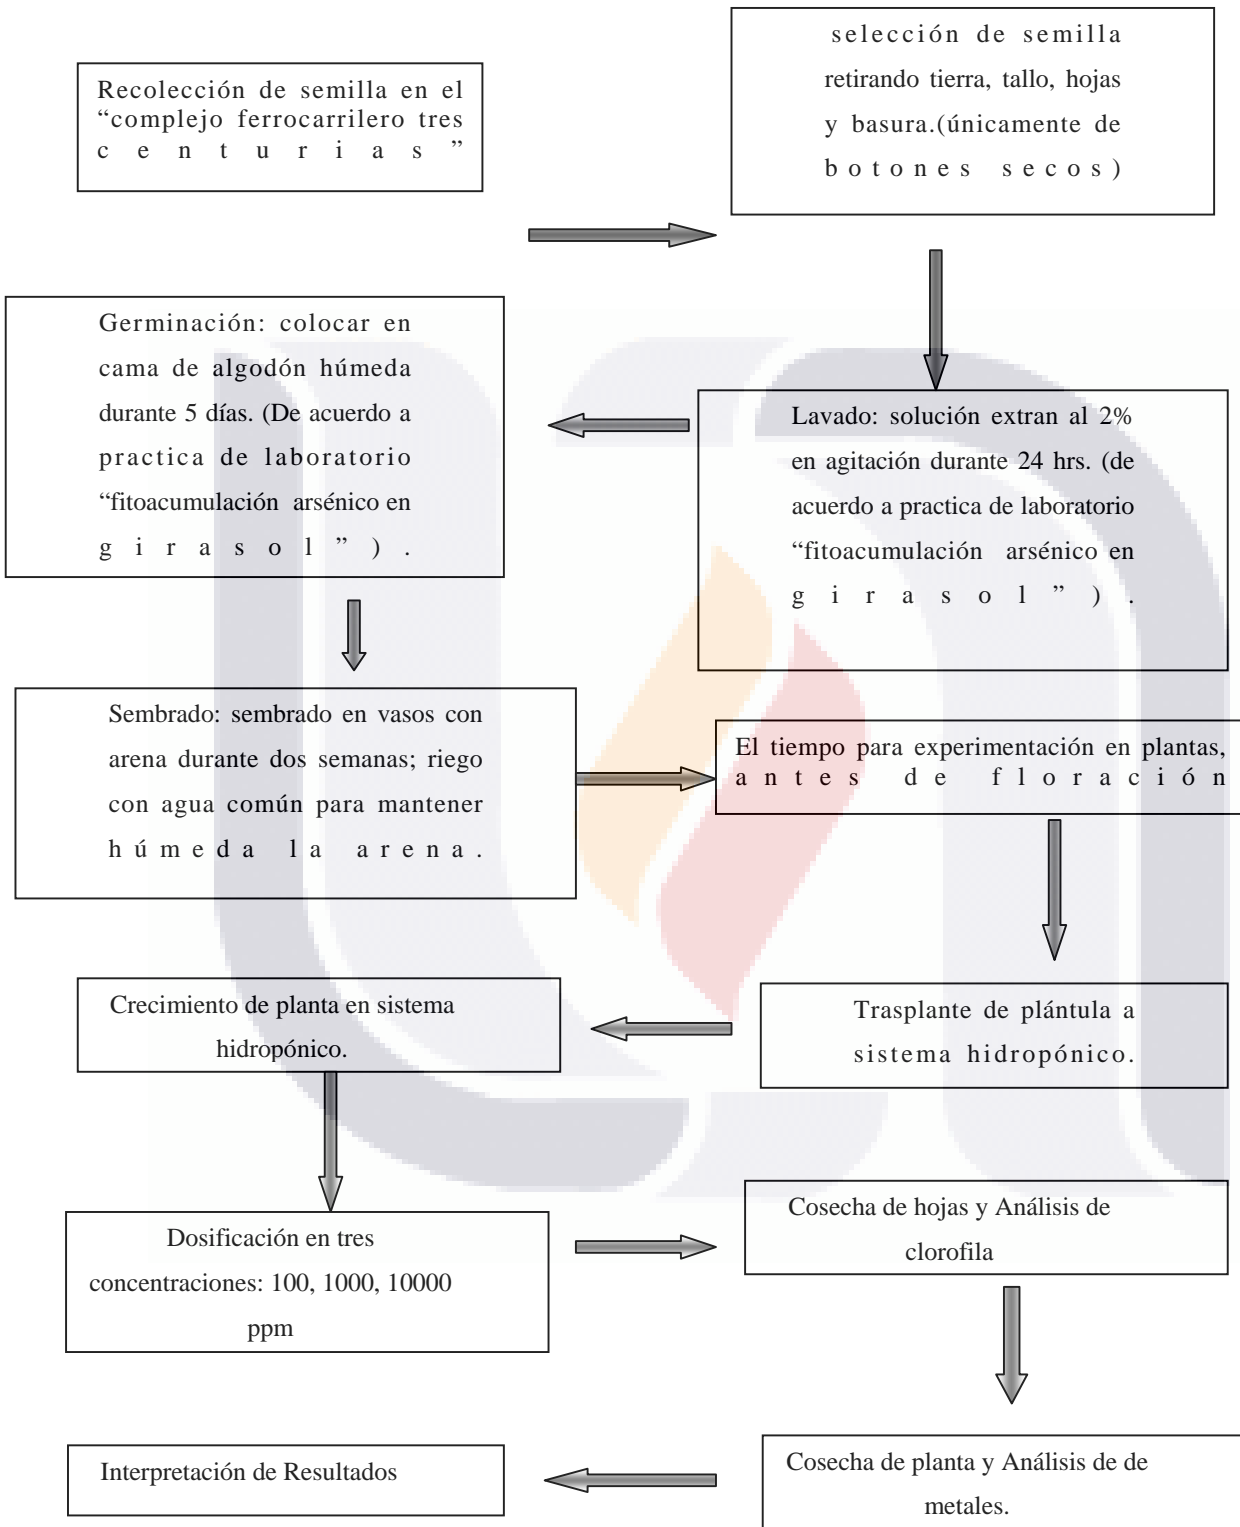 Recolección de semilla en el
“complejo ferrocarrilero tres
centurias”
selección de semilla
retirando tierra, tallo, hojas
y basura.(únicamente de
botones secos)
Lavado: solución extran al 2%
en agitación durante 24 hrs. (de
acuerdo a practica de laboratorio
“fitoacumulación arsénico en
girasol”).
Germinación: colocar en
cama de algodón húmeda
durante 5 días. (De acuerdo a
practica de laboratorio
“fitoacumulación arsénico en
girasol”).
Sembrado: sembrado en vasos con
arena durante dos semanas; riego
con agua común para mantener
húmeda la arena.
El tiempo para experimentación en plantas,
antes de floración
Trasplante de plántula a
sistema hidropónico.
Crecimiento de planta en sistema
hidropónico.
Dosificación en tres
concentraciones: 100, 1000, 10000
ppm
Cosecha de hojas y Análisis de
clorofila
Cosecha de planta y Análisis de de
metales.
Interpretación de Resultados